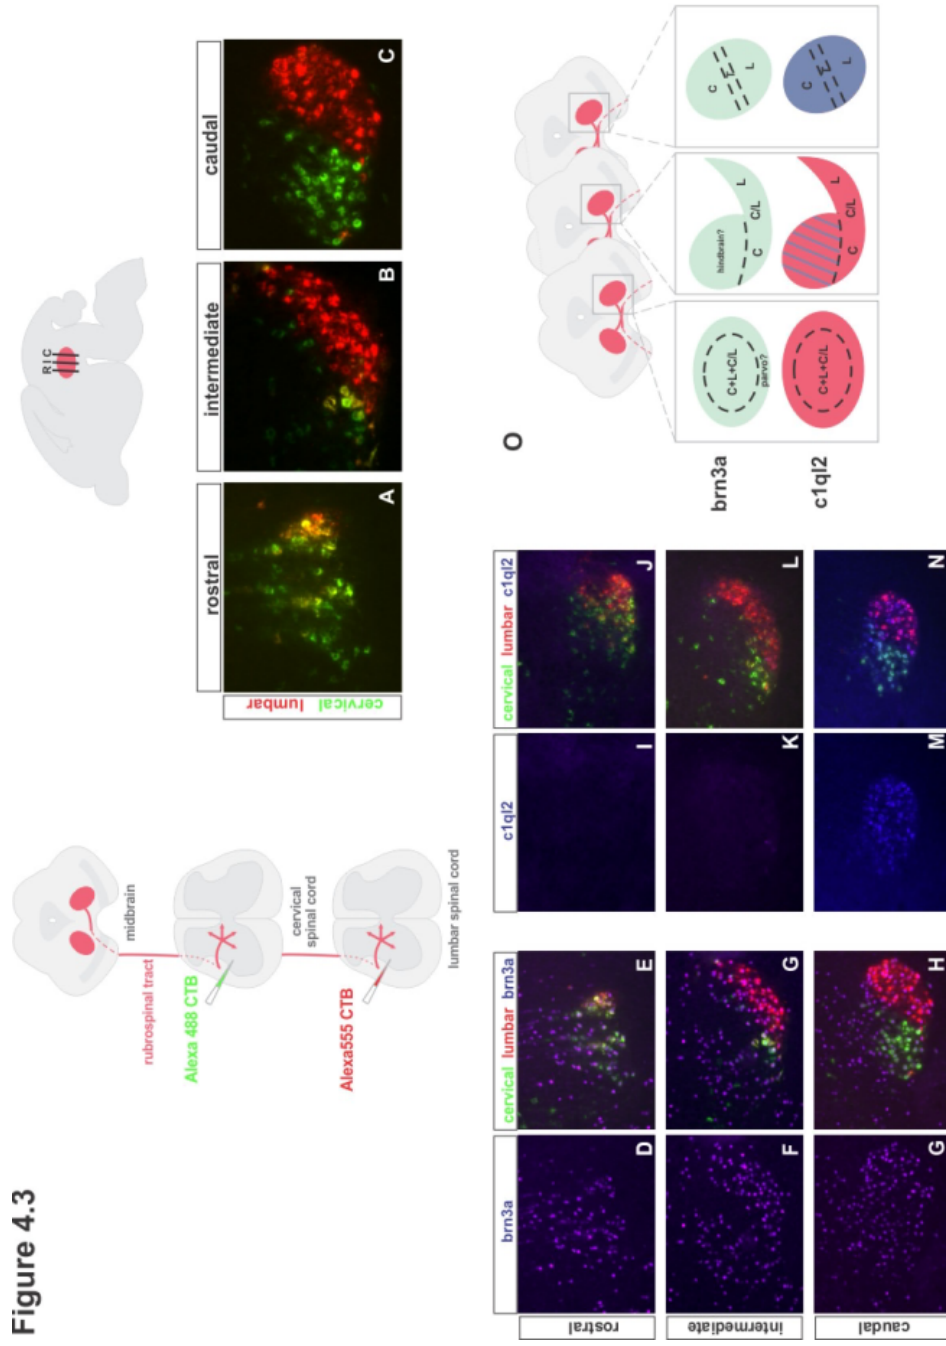 Figure 4.3
midbrain
rubrospinal tract
Alexa 488 CTB
cervical
spinal cord
Alexa555 CTB
lumbar spinal cord
R I C
rostral
intermediate
caudal
cervical lumbar
A
B
C
brn3a
cervical lumbar brn3a
c1ql2
cervical lumbar c1ql2
rostral
D
E
I
J
intermediate
F
G
K
L
caudal
G
H
M
N
O
brn3a
C+L+C/L
parvo?
hindbrain?
C
C/L
L
C
L
c1ql2
C+L+C/L
C
C/L
L
C
L